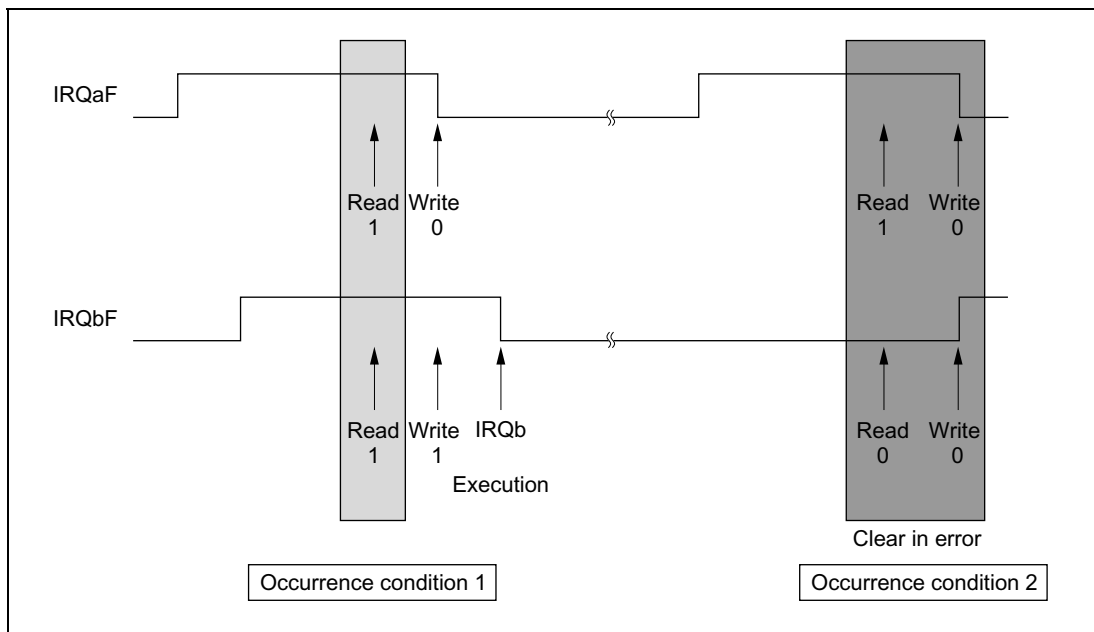 IRQaF
Read Write Read Write
1 0 1 0
IRQbF
Read Write IRQb Read Write
1 1 0 0
Execution
Clear in error
Occurrence condition 1 Occurrence condition 2